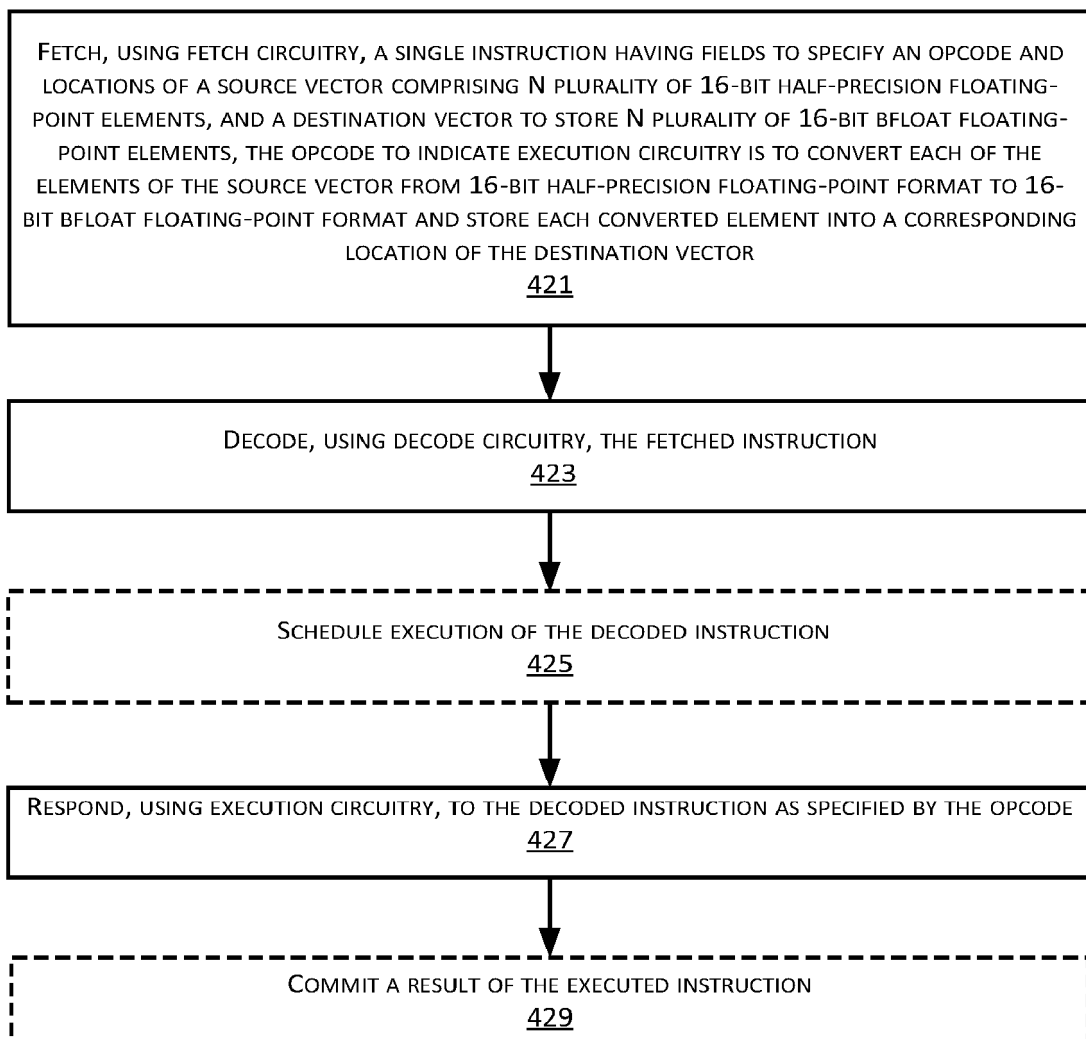 FETCH, USING FETCH CIRCUITRY, A SINGLE INSTRUCTION HAVING FIELDS TO SPECIFY AN OPCODE AND
LOCATIONS OF A SOURCE VECTOR COMPRISING N PLURALITY OF 16-BIT HALF-PRECISION FLOATING-
POINT ELEMENTS, AND A DESTINATION VECTOR TO STORE N PLURALITY OF 16-BIT BFLOAT FLOATING-
POINT ELEMENTS, THE OPCODE TO INDICATE EXECUTION CIRCUITRY IS TO CONVERT EACH OF THE
ELEMENTS OF THE SOURCE VECTOR FROM 16-BIT HALF-PRECISION FLOATING-POINT FORMAT TO 16-
BIT BFLOAT FLOATING-POINT FORMAT AND STORE EACH CONVERTED ELEMENT INTO A CORRESPONDING
LOCATION OF THE DESTINATION VECTOR
421
DECODE, USING DECODE CIRCUITRY, THE FETCHED INSTRUCTION
423
SCHEDULE EXECUTION OF THE DECODED INSTRUCTION
425
RESPOND, USING EXECUTION CIRCUITRY, TO THE DECODED INSTRUCTION AS SPECIFIED BY THE OPCODE
427
COMMIT A RESULT OF THE EXECUTED INSTRUCTION
429